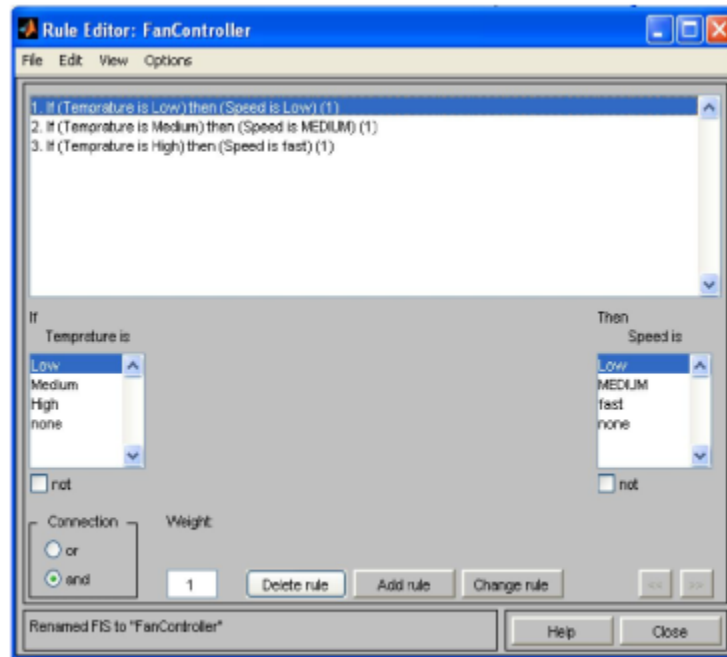 Rule Editor: FanController
File Edit View Options
1. If (Temprature is Low) then (Speed is Low) (1)
2. If (Temprature is Medium) then (Speed is MEDIUM) (1)
3. If (Temprature is High) then (Speed is fast) (1)
If
Temprature is
Low
Medium
High
none
not
Then
Speed is
Low
MEDIUM
fast
none
not
Connection
or
and
Weight:
1
Delete rule Add rule Change rule << >>
Renamed FIS to "FanController"
Help Close